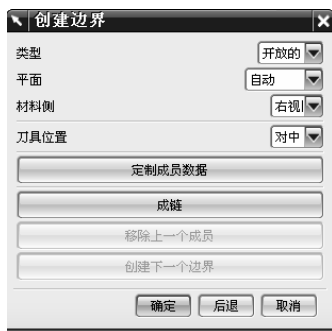 创建边界
类型 开放的
平面 自动
材料侧 右视
刀具位置 对中
定制成员数据
成链
移除上一个成员
创建下一个边界
确定 后退 取消